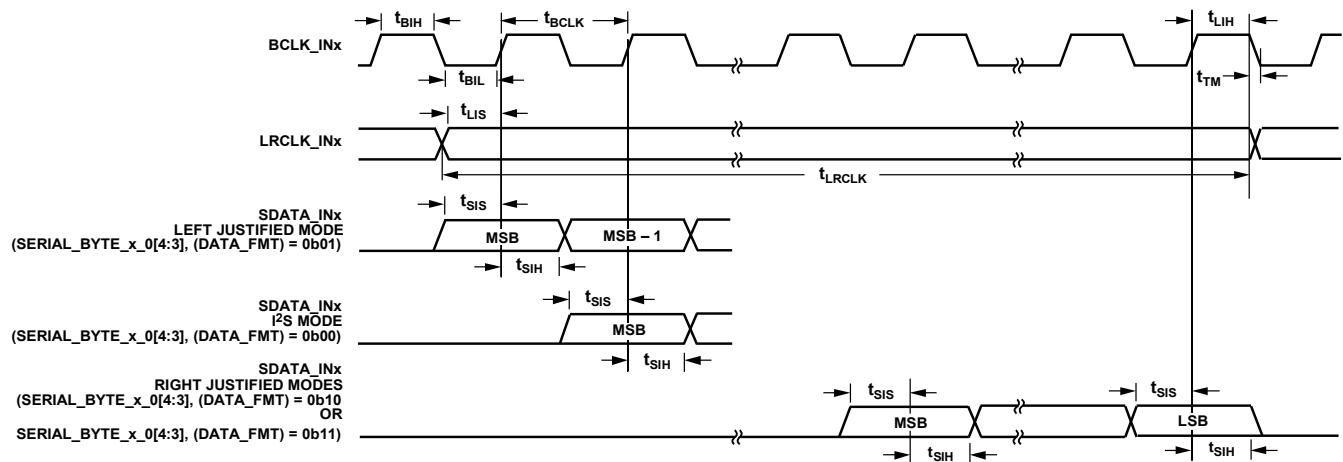 tBIH
tBCLK
tLIH
BCLK_INx
tBIL
tTM
tLIS
LRCLK_INx
tLRCLK
SDATA_INx
LEFT JUSTIFIED MODE
(SERIAL_BYTE_x_0[4:3], (DATA_FMT) = 0b01)
tSIS
MSB
MSB – 1
tSIH
SDATA_INx
I2S MODE
(SERIAL_BYTE_x_0[4:3], (DATA_FMT) = 0b00)
tSIS
MSB
tSIH
SDATA_INx
RIGHT JUSTIFIED MODES
(SERIAL_BYTE_x_0[4:3], (DATA_FMT) = 0b10
OR
SERIAL_BYTE_x_0[4:3], (DATA_FMT) = 0b11)
tSIS
tSIS
MSB
LSB
tSIH
tSIH